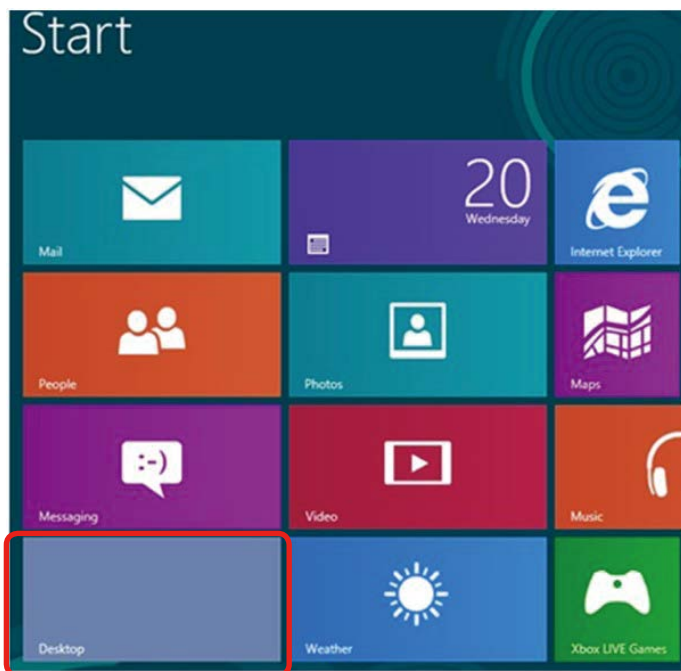 Start
Mail
20
Wednesday
Internet Explorer
People
Photos
Maps
:-)
Messaging
Video
Music
Desktop
Weather
Xbox LIVE Games